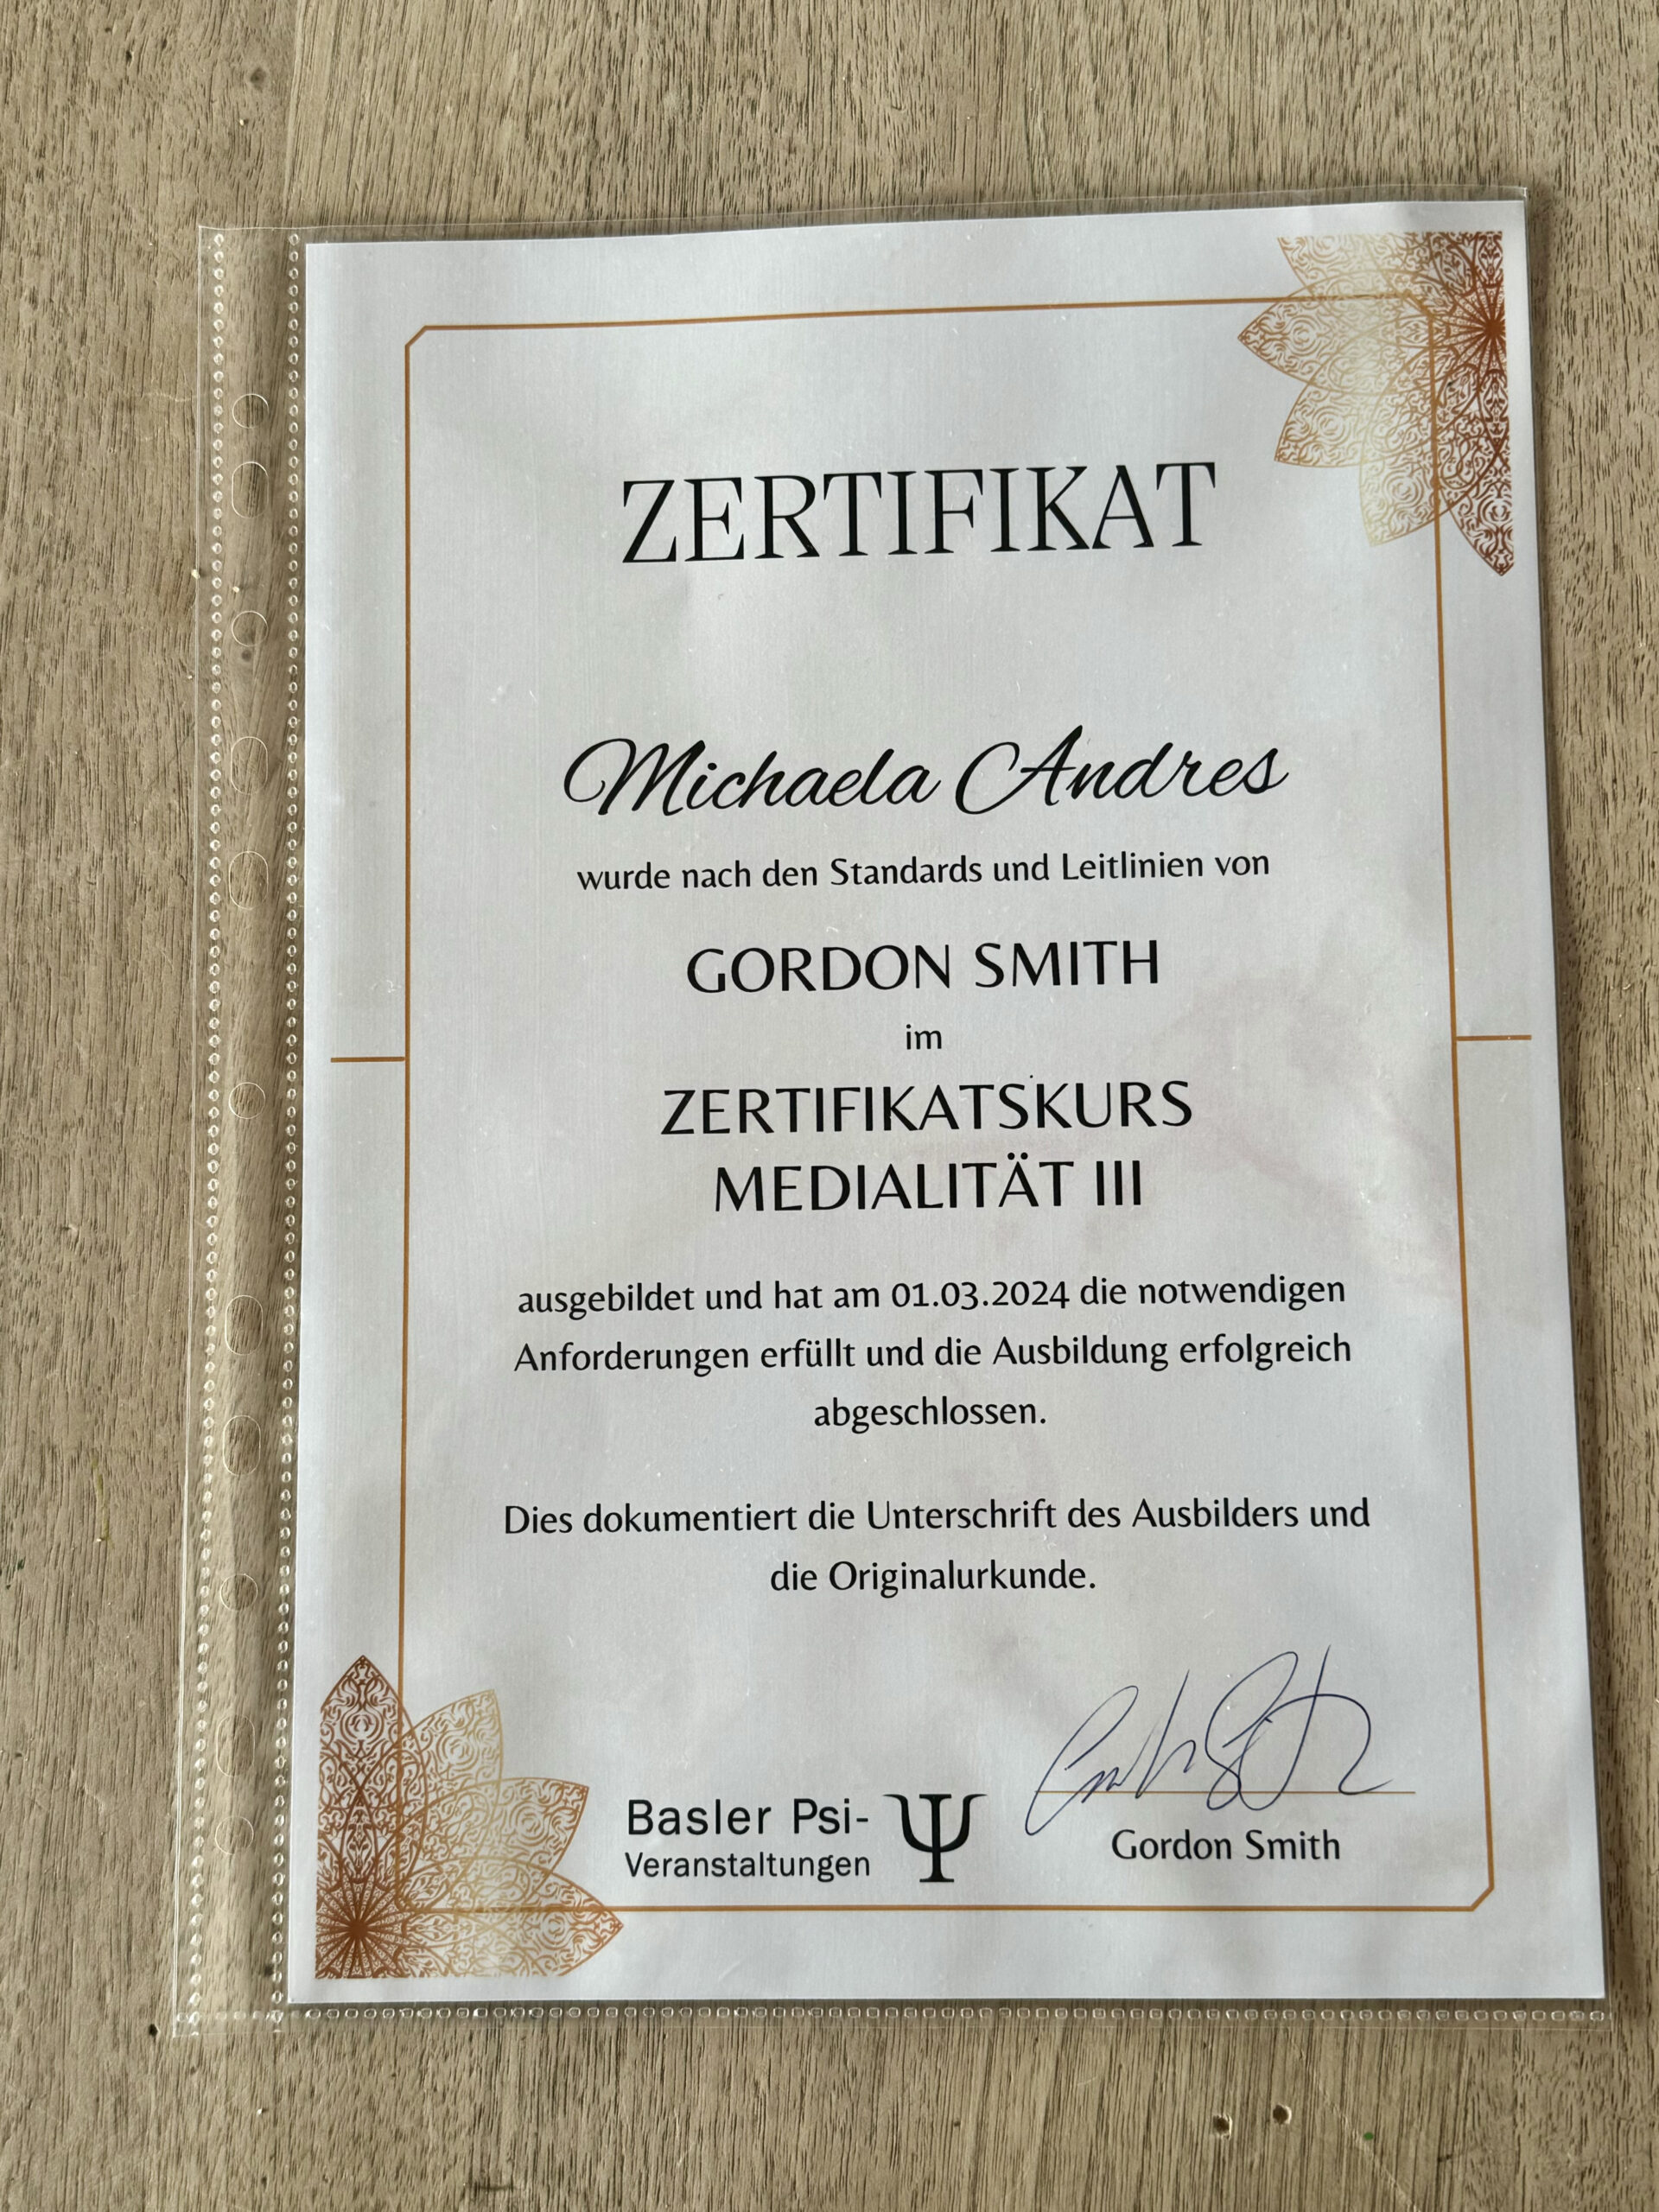 ZERTIFIKAT
Michaela Andres
wurde nach den Standards und Leitlinien von
GORDON SMITH
im
ZERTIFIKATSKURS
MEDIALITÄT III
ausgebildet und hat am 01.03.2024 die notwendigen
Anforderungen erfüllt und die Ausbildung erfolgreich
abgeschlossen.
Dies dokumentiert die Unterschrift des Ausbilders und
die Originalurkunde.
Basler Psi-
Veranstaltungen
Ψ
Gordon Smith